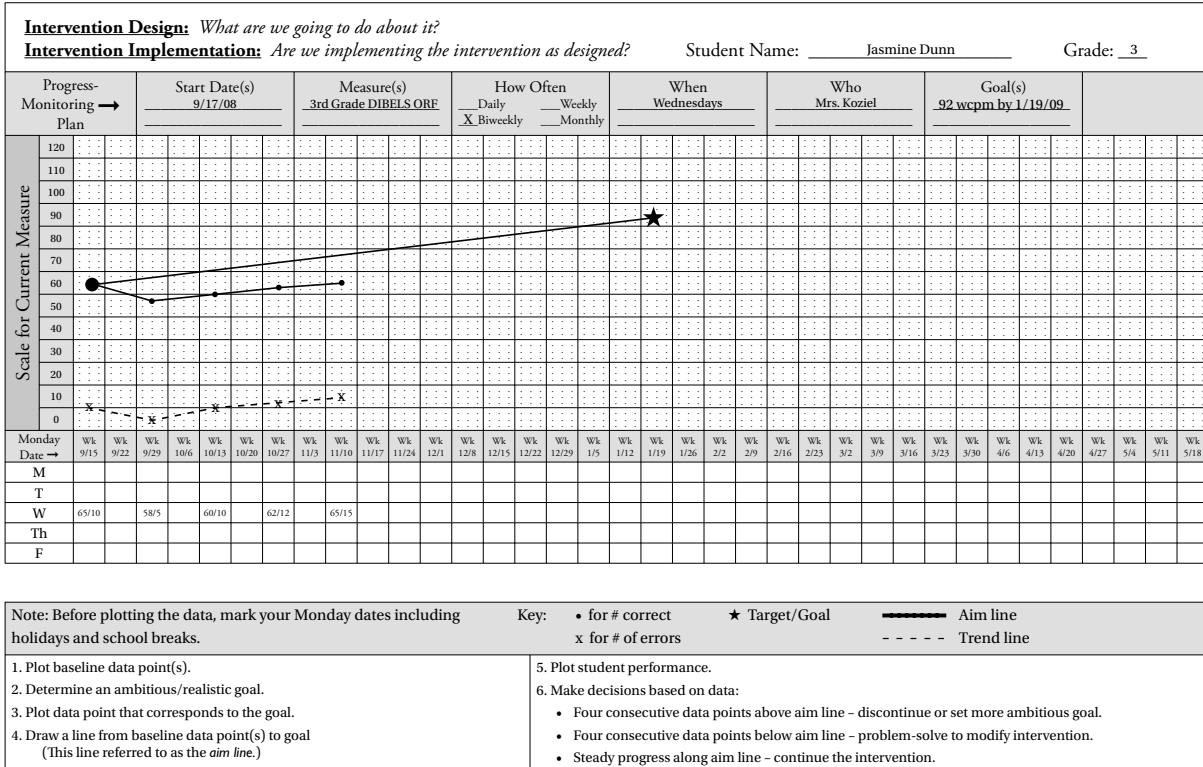 Intervention Design: What are we going to do about it?
Intervention Implementation: Are we implementing the intervention as designed? Student Name: Jasmine Dunn Grade: 3
Progress-Monitoring → Plan
Start Date(s)
9/17/08
Measure(s)
3rd Grade DIBELS ORF
How Often
__Daily __Weekly
X Biweekly __Monthly
When
Wednesdays
Who
Mrs. Koziel
Goal(s)
92 wcpm by 1/19/09
Scale for Current Measure
120
110
100
90
80
70
60
50
40
30
20
10
0
x x x x x
Monday Wk Wk Wk Wk Wk Wk Wk Wk Wk Wk Wk Wk Wk Wk Wk Wk Wk Wk Wk Wk Wk Wk Wk Wk Wk Wk Wk Wk Wk Wk Wk Wk Wk Wk Wk Wk
Date → 9/15 9/22 9/29 10/6 10/13 10/20 10/27 11/3 11/10 11/17 11/24 12/1 12/8 12/15 12/22 12/29 1/5 1/12 1/19 1/26 2/2 2/9 2/16 2/23 3/2 3/9 3/16 3/23 3/30 4/6 4/13 4/20 4/27 5/4 5/11 5/18
M
T
W 65/10 58/5 60/10 62/12 65/15
Th
F
Note: Before plotting the data, mark your Monday dates including
holidays and school breaks.
Key: • for # correct ★ Target/Goal Aim line
x for # of errors - - - - - Trend line
1. Plot baseline data point(s).
2. Determine an ambitious/realistic goal.
3. Plot data point that corresponds to the goal.
4. Draw a line from baseline data point(s) to goal
(This line referred to as the aim line.)
5. Plot student performance.
6. Make decisions based on data:
• Four consecutive data points above aim line – discontinue or set more ambitious goal.
• Four consecutive data points below aim line – problem-solve to modify intervention.
• Steady progress along aim line – continue the intervention.